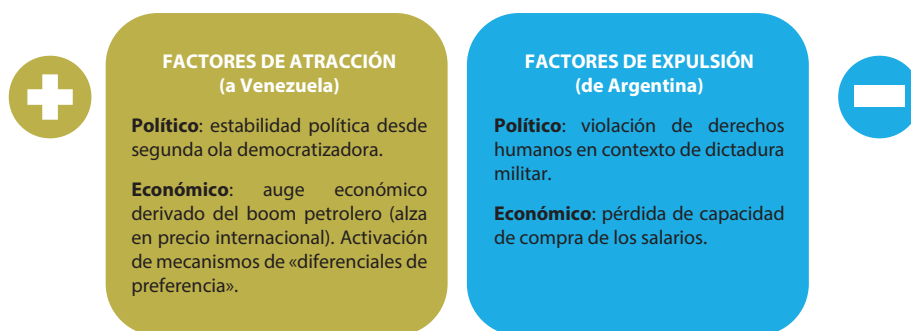 FACTORES DE ATRACCIÓN
(a Venezuela)
Político: estabilidad política desde
segunda ola democratizadora.
Económico: auge económico
derivado del boom petrolero (alza
en precio internacional). Activación
de mecanismos de «diferenciales de
preferencia».
FACTORES DE EXPULSIÓN
(de Argentina)
Político: violación de derechos
humanos en contexto de dictadura
militar.
Económico: pérdida de capacidad
de compra de los salarios.